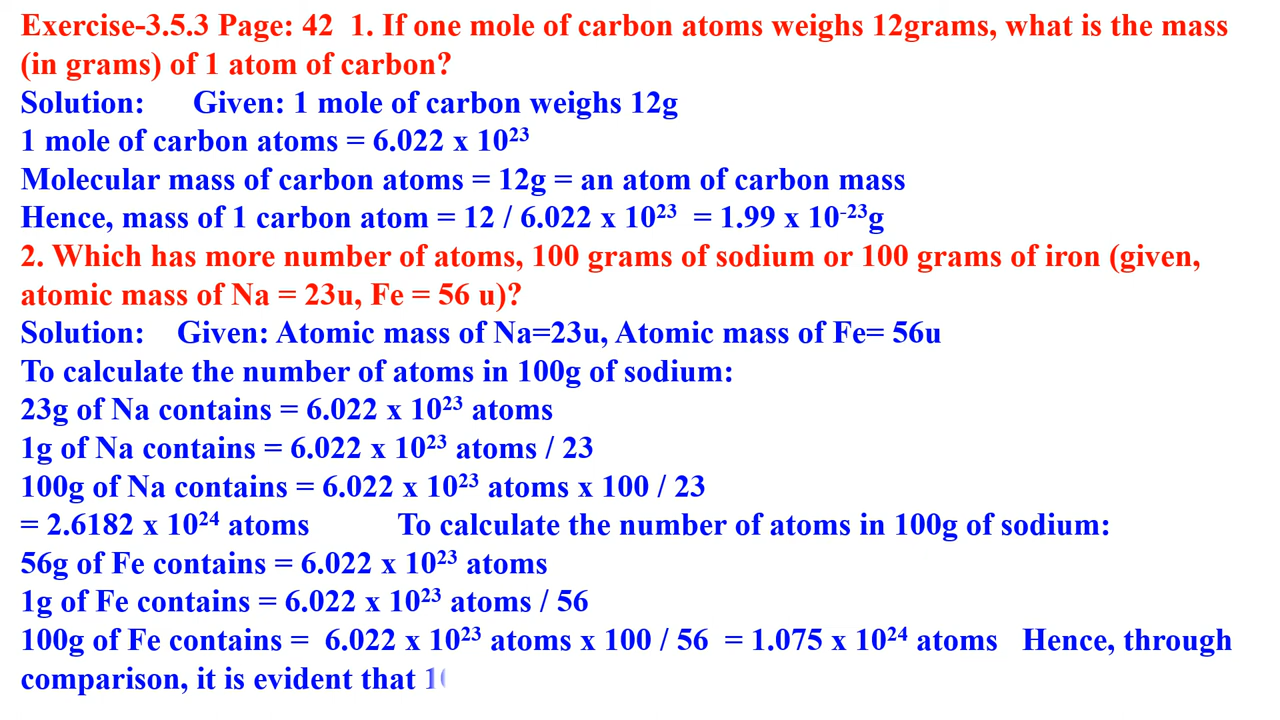 Exercise-3.5.3 Page: 42  1. If one mole of carbon atoms weighs 12grams, what is the mass
(in grams) of 1 atom of carbon?
Solution:      Given: 1 mole of carbon weighs 12g
1 mole of carbon atoms = 6.022 x 10²³
Molecular mass of carbon atoms = 12g = an atom of carbon mass
Hence, mass of 1 carbon atom = 12 / 6.022 x 10²³  = 1.99 x 10⁻²³g
2. Which has more number of atoms, 100 grams of sodium or 100 grams of iron (given,
atomic mass of Na = 23u, Fe = 56 u)?
Solution:    Given: Atomic mass of Na=23u, Atomic mass of Fe= 56u
To calculate the number of atoms in 100g of sodium:
23g of Na contains = 6.022 x 10²³ atoms
1g of Na contains = 6.022 x 10²³ atoms / 23
100g of Na contains = 6.022 x 10²³ atoms x 100 / 23
= 2.6182 x 10²⁴ atoms           To calculate the number of atoms in 100g of sodium:
56g of Fe contains = 6.022 x 10²³ atoms
1g of Fe contains = 6.022 x 10²³ atoms / 56
100g of Fe contains =  6.022 x 10²³ atoms x 100 / 56  = 1.075 x 10²⁴ atoms   Hence, through
comparison, it is evident that